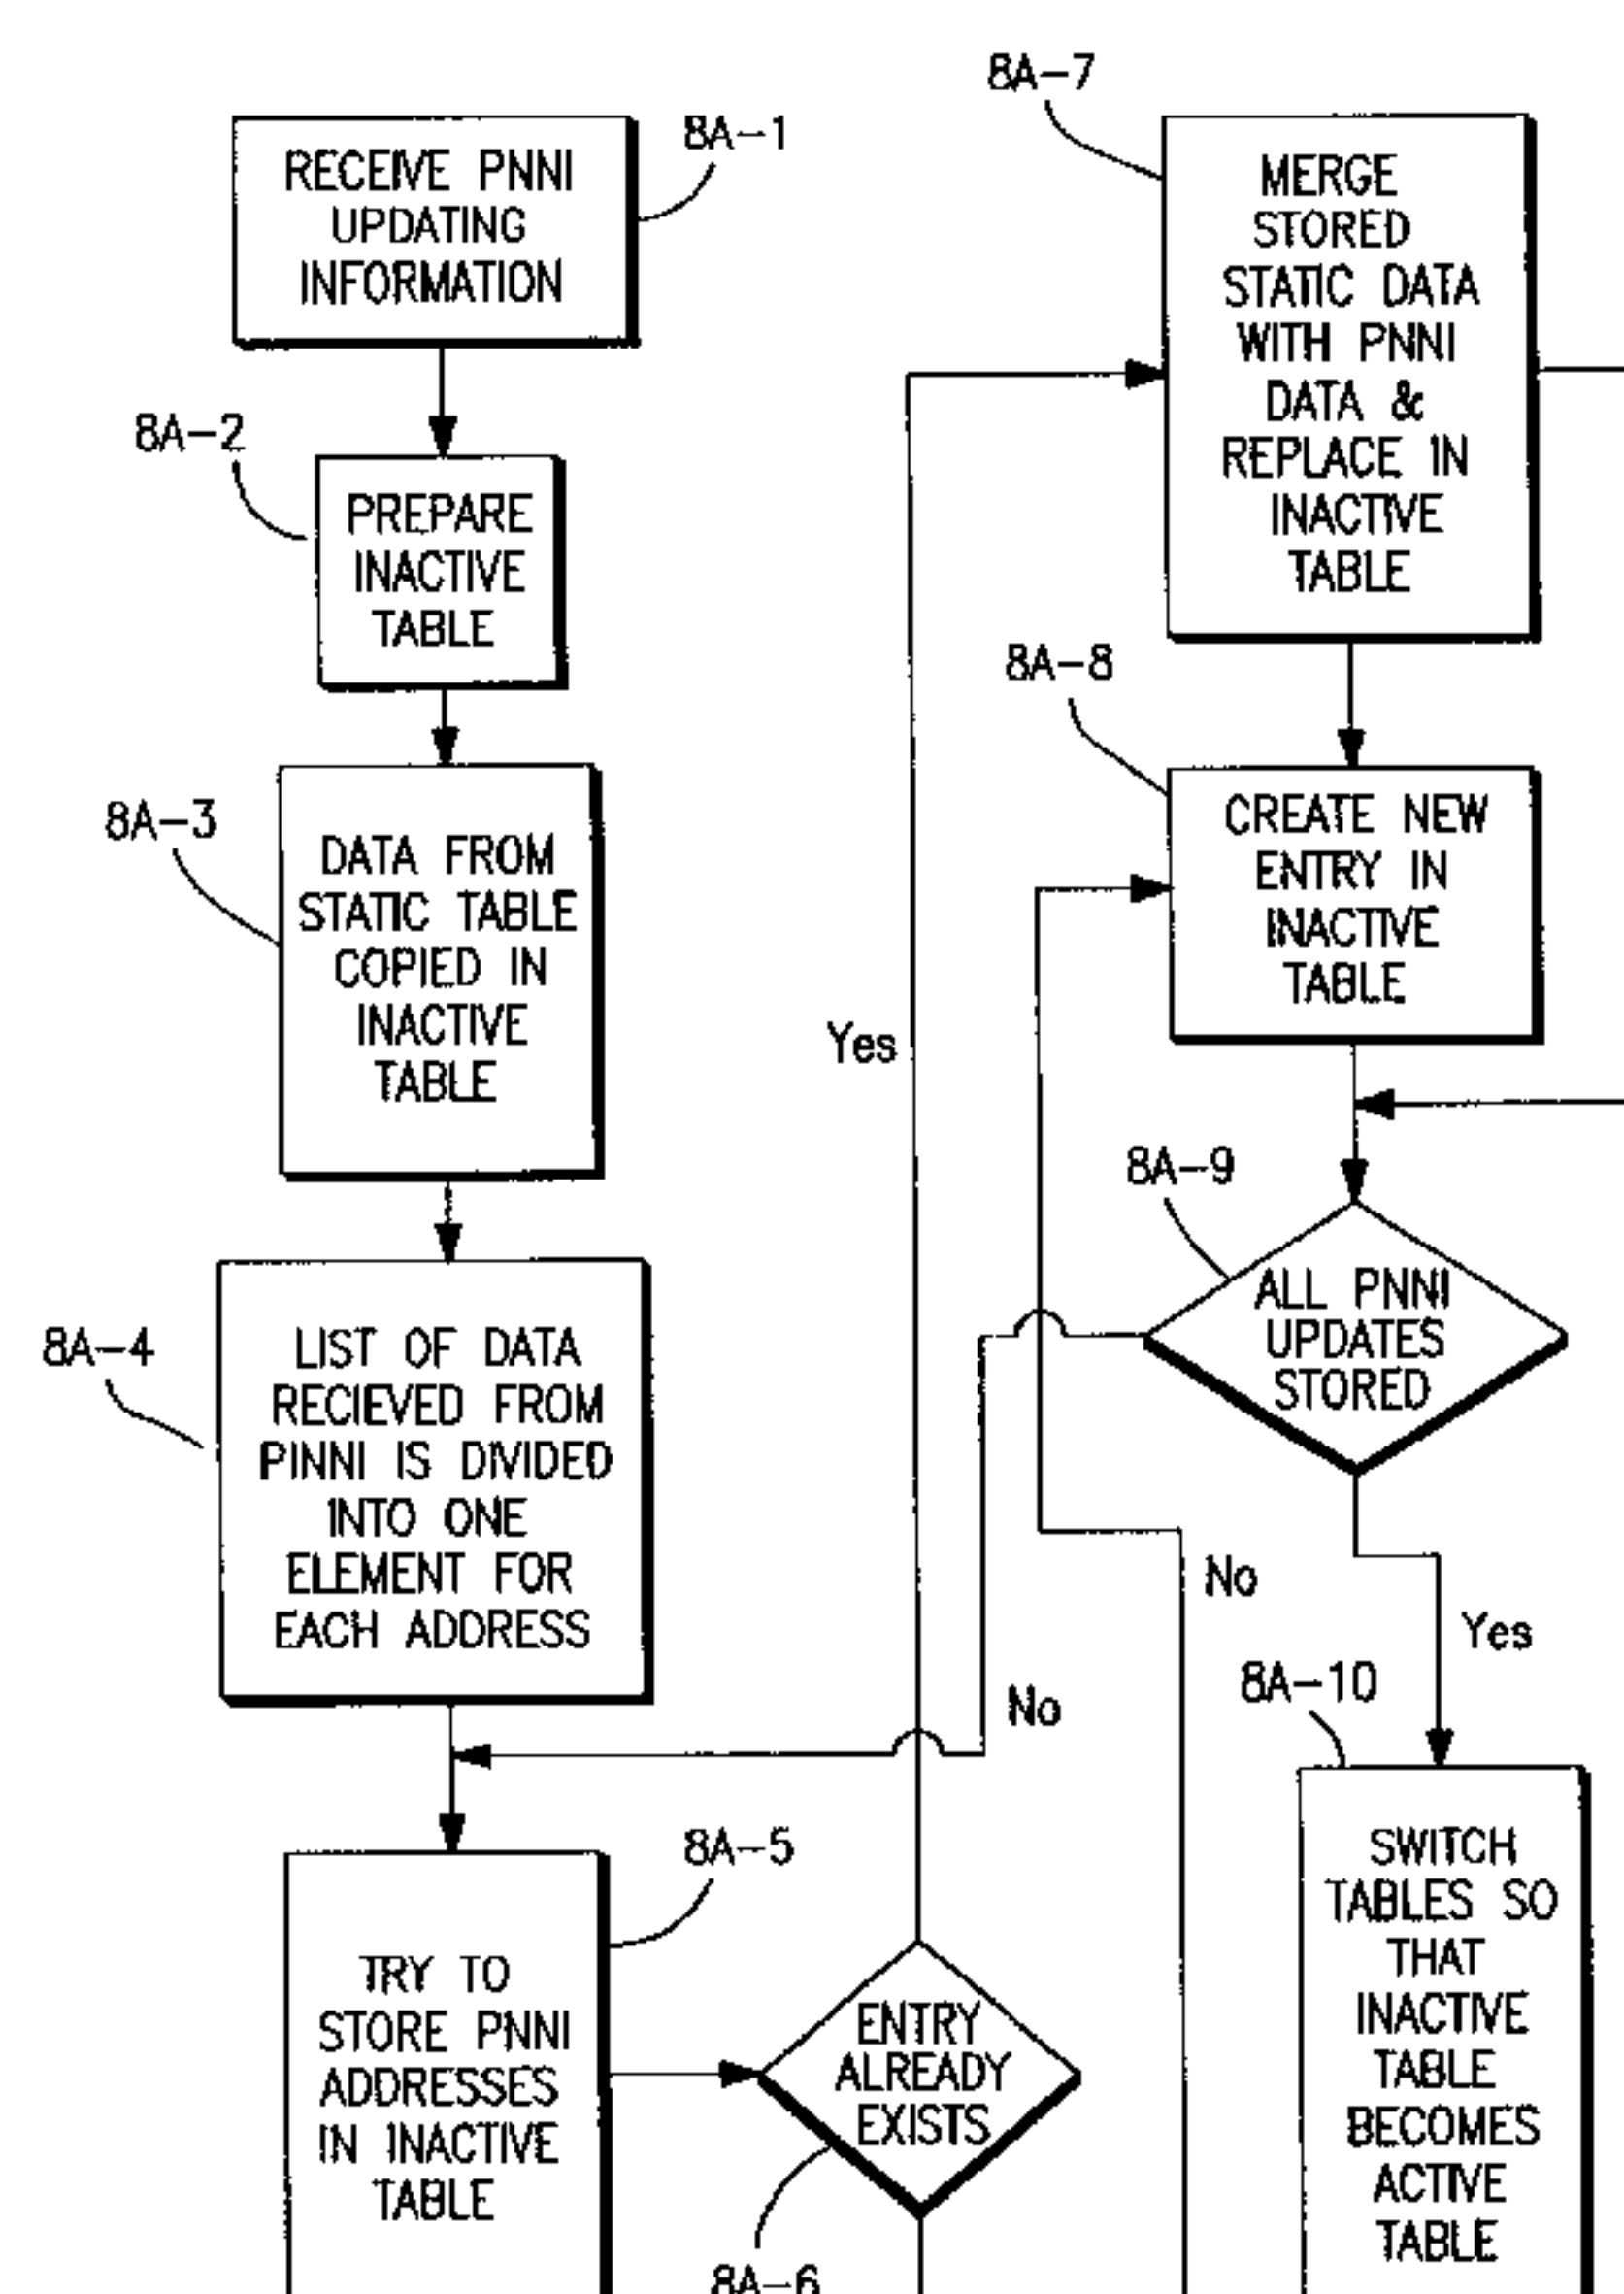 8A-1
RECEIVE PNNI
UPDATING
INFORMATION
8A-2
PREPARE
INACTIVE
TABLE
8A-3
DATA FROM
STATIC TABLE
COPIED IN
INACTIVE
TABLE
8A-4
LIST OF DATA
RECIEVED FROM
PINNI IS DIVIDED
INTO ONE
ELEMENT FOR
EACH ADDRESS
8A-5
TRY TO
STORE PNNI
ADDRESSES
IN INACTIVE
TABLE
ENTRY
ALREADY
EXISTS
8A-6
Yes
8A-7
MERGE
STORED
STATIC DATA
WITH PNNI
DATA &
REPLACE IN
INACTIVE
TABLE
8A-8
CREATE NEW
ENTRY IN
INACTIVE
TABLE
8A-9
ALL PNNI
UPDATES
STORED
No
No
Yes
8A-10
SWITCH
TABLES SO
THAT
INACTIVE
TABLE
BECOMES
ACTIVE
TABLE